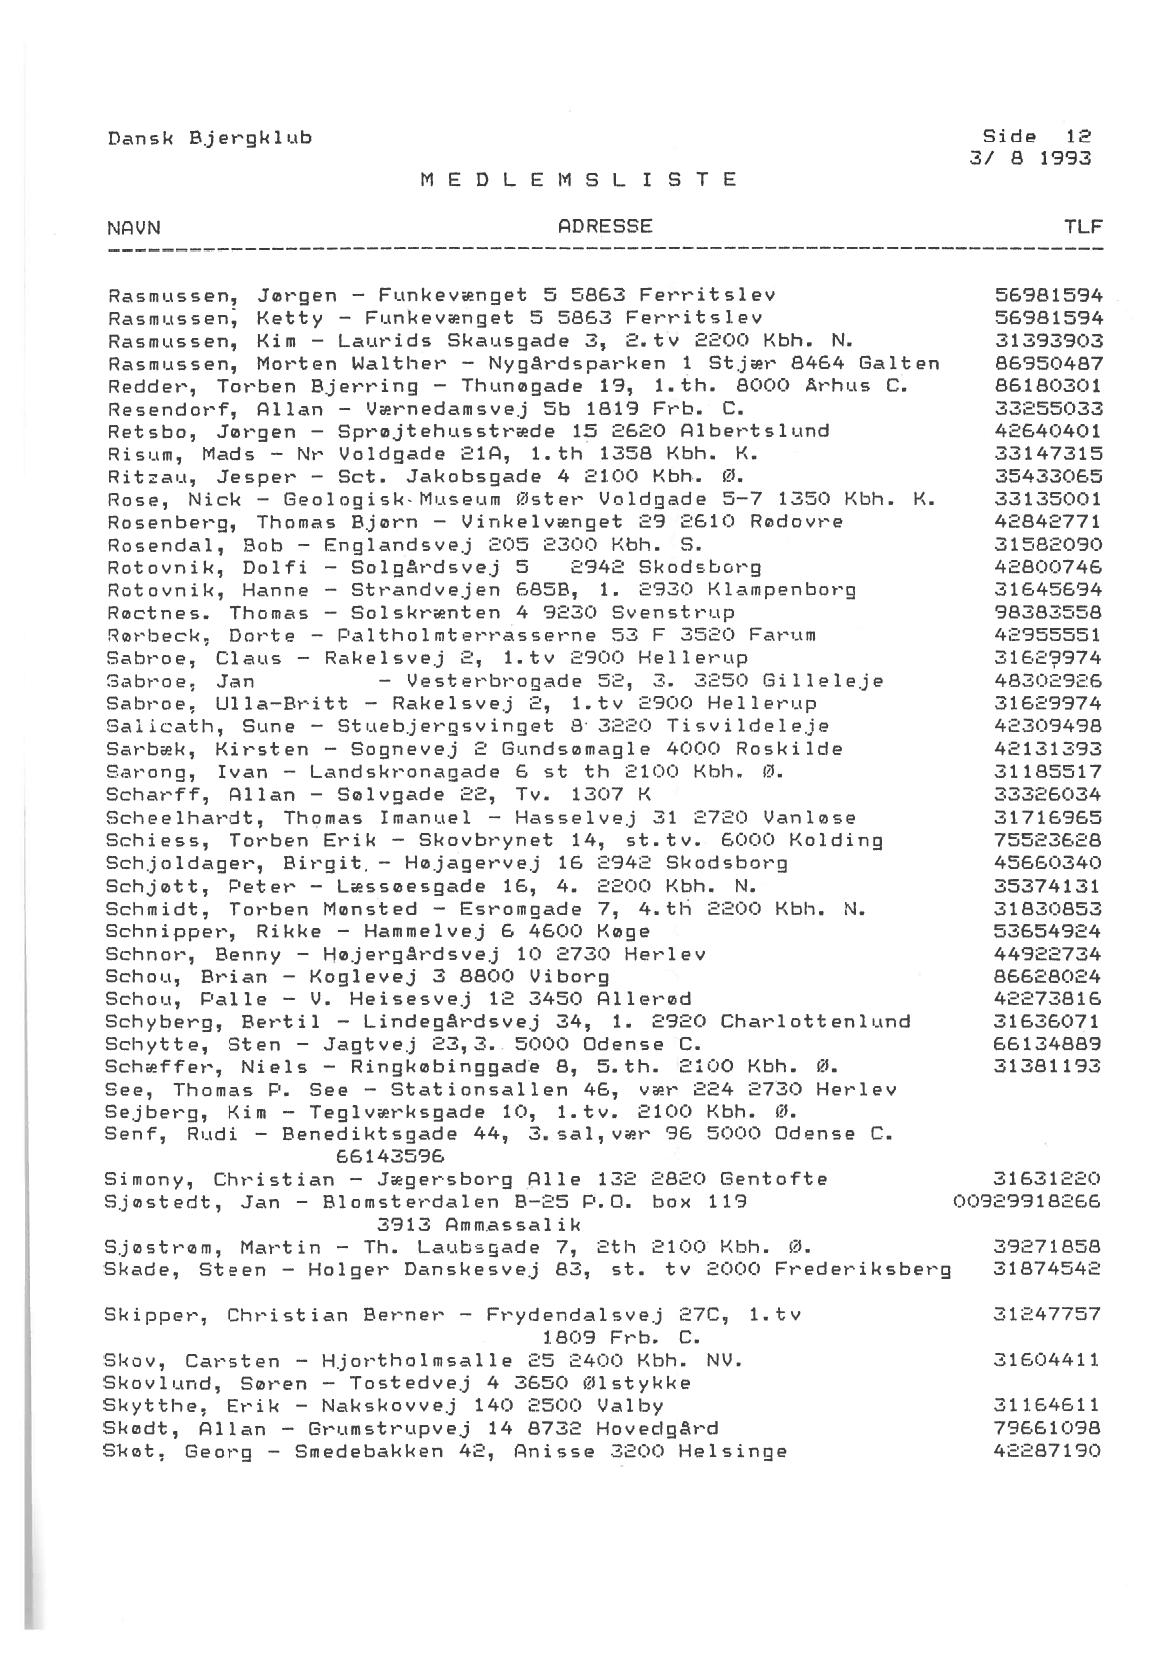 Dansk Bjergklub Side 12
3/ 8 1993
M E D L E M S L I S T E
NAVN ADRESSE TLF
Rasmussen, Jørgen - Funkevænget 5 5863 Ferritslev 56981594
Rasmussen, Ketty - Funkevænget 5 5863 Ferritslev 56981594
Rasmussen, Kim - Laurids Skausgade 3, 2.tv 2200 Kbh. N. 31393903
Rasmussen, Morten Walther - Nygårdsparken 1 Stjær 8464 Galten 86950487
Redder, Torben Bjerring - Thunøgade 19, 1.th. 8000 Århus C. 86180301
Resendorf, Allan - Værnedamsvej 5b 1819 Frb. C. 33255033
Retsbo, Jørgen - Sprøjtehusstræde 15 2620 Albertslund 42640401
Risum, Mads - Nr Voldgade 21A, 1.th 1358 Kbh. K. 33147315
Ritzau, Jesper - Sct. Jakobsgade 4 2100 Kbh. Ø. 35433065
Rose, Nick - Geologisk Museum Øster Voldgade 5-7 1350 Kbh. K. 33135001
Rosenberg, Thomas Bjørn - Vinkelvænget 29 2610 Rødovre 42842771
Rosendal, Bob - Englandsvej 205 2300 Kbh. S. 31582090
Rotovnik, Dolfi - Solgårdsvej 5 2942 Skodsborg 42800746
Rotovnik, Hanne - Strandvejen 685B, 1. 2930 Klampenborg 31645694
Røctnes. Thomas - Solskrænten 4 9230 Svenstrup 98383558
Rørbeck, Dorte - Paltholmterrasserne 53 F 3520 Farum 42955551
Sabroe, Claus - Rakelsvej 2, 1.tv 2900 Hellerup 31629974
Sabroe, Jan - Vesterbrogade 52, 3. 3250 Gilleleje 48302926
Sabroe, Ulla-Britt - Rakelsvej 2, 1.tv 2900 Hellerup 31629974
Salicath, Sune - Stuebjergsvinget 8 3220 Tisvildeleje 42309498
Sarbæk, Kirsten - Sognevej 2 Gundsømagle 4000 Roskilde 42131393
Sarong, Ivan - Landskronagade 6 st th 2100 Kbh. Ø. 31185517
Scharff, Allan - Sølvgade 22, Tv. 1307 K 33326034
Scheelhardt, Thomas Imanuel - Hasselvej 31 2720 Vanløse 31716965
Schiess, Torben Erik - Skovbrynet 14, st.tv. 6000 Kolding 75523628
Schjoldager, Birgit. - Højagervej 16 2942 Skodsborg 45660340
Schjøtt, Peter - Læssøesgade 16, 4. 2200 Kbh. N. 35374131
Schmidt, Torben Mønsted - Esromgade 7, 4.th 2200 Kbh. N. 31830853
Schnipper, Rikke - Hammelvej 6 4600 Køge 53654924
Schnor, Benny - Højergårdsvej 10 2730 Herlev 44922734
Schou, Brian - Koglevej 3 8800 Viborg 86628024
Schou, Palle - V. Heisesvej 12 3450 Allerød 42273816
Schyberg, Bertil - Lindegårdsvej 34, 1. 2920 Charlottenlund 31636071
Schytte, Sten - Jagtvej 23,3. 5000 Odense C. 66134889
Schæffer, Niels - Ringkøbinggade 8, 5.th. 2100 Kbh. Ø. 31381193
See, Thomas P. See - Stationsallen 46, vær 224 2730 Herlev
Sejberg, Kim - Teglværksgade 10, 1.tv. 2100 Kbh. Ø.
Senf, Rudi - Benediktsgade 44, 3.sal,vær 96 5000 Odense C.
66143596
Simony, Christian - Jægersborg Alle 132 2820 Gentofte 31631220
Sjøstedt, Jan - Blomsterdalen B-25 P.O. box 119 00929918266
3913 Ammassalik
Sjøstrøm, Martin - Th. Laubsgade 7, 2th 2100 Kbh. Ø. 39271858
Skade, Steen - Holger Danskesvej 83, st. tv 2000 Frederiksberg 31874542
Skipper, Christian Berner - Frydendalsvej 27C, 1.tv 31247757
1809 Frb. C.
Skov, Carsten - Hjortholmsalle 25 2400 Kbh. NV. 31604411
Skovlund, Søren - Tostedvej 4 3650 Ølstykke
Skytthe, Erik - Nakskovvej 140 2500 Valby 31164611
Skødt, Allan - Grumstrupvej 14 8732 Hovedgård 79661098
Skøt, Georg - Smedebakken 42, Anisse 3200 Helsinge 42287190